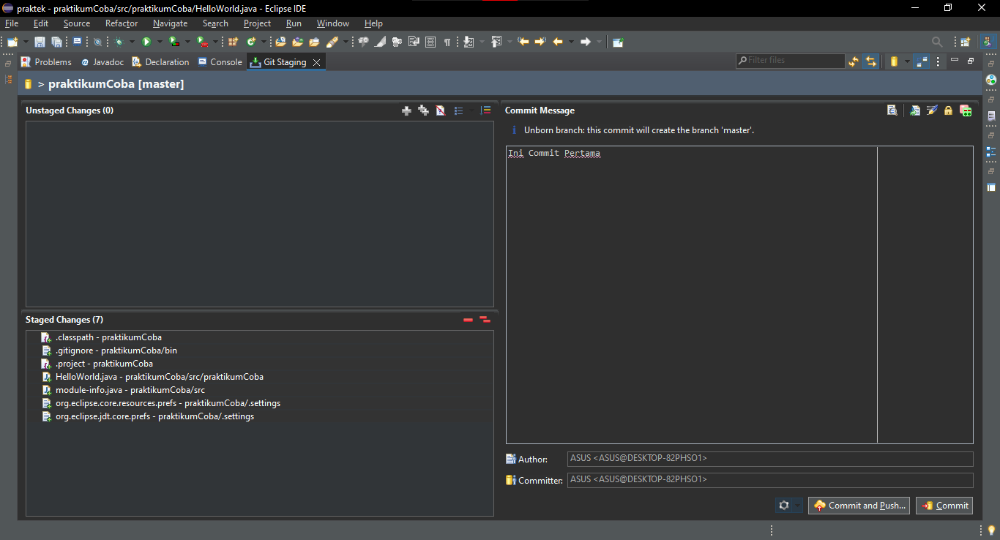 praktek - praktikumCoba/src/praktikumCoba/HelloWorld.java - Eclipse IDE
File Edit Source Refactor Navigate Search Project Run Window Help
Problems @ Javadoc Declaration Console Git Staging Filter files
> praktikumCoba [master]
Unstaged Changes (0)
Staged Changes (7)
.classpath - praktikumCoba
.gitignore - praktikumCoba/bin
.project - praktikumCoba
HelloWorld.java - praktikumCoba/src/praktikumCoba
module-info.java - praktikumCoba/src
org.eclipse.core.resources.prefs - praktikumCoba/.settings
org.eclipse.jdt.core.prefs - praktikumCoba/.settings
Commit Message
Unborn branch: this commit will create the branch 'master'.
Ini Commit Pertama
Author: ASUS <ASUS@DESKTOP-82PHSO1>
Committer: ASUS <ASUS@DESKTOP-82PHSO1>
Commit and Push... Commit